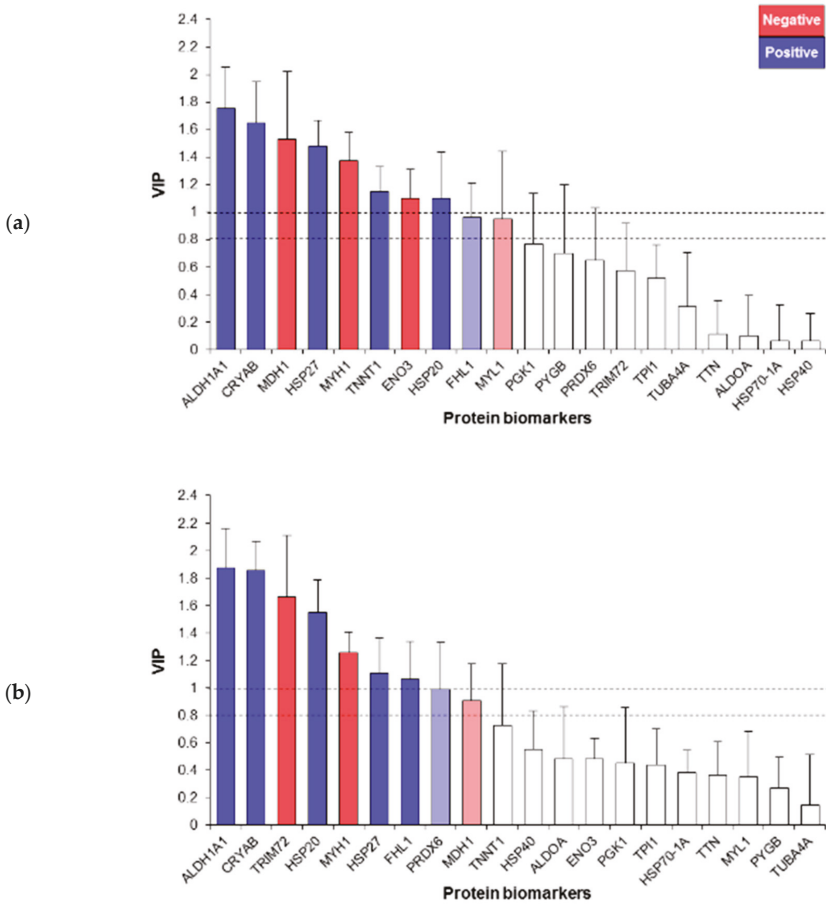 Negative
Positive
(a)
VIP
2.4
2.2
2
1.8
1.6
1.4
1.2
1
0.8
0.6
0.4
0.2
0
ALDH1A1
CRYAB
MDH1
HSP27
MYH1
TNNT1
ENO3
HSP20
FHL1
MYL1
PGK1
PYGB
PRDX6
TRIM72
TPI1
TUBA4A
TTN
ALDOA
HSP70-1A
HSP40
Protein biomarkers
(b)
VIP
2.4
2.2
2
1.8
1.6
1.4
1.2
1
0.8
0.6
0.4
0.2
0
ALDH1A1
CRYAB
TRIM72
HSP20
MYH1
HSP27
FHL1
PRDX6
MDH1
TNNT1
HSP40
ALDOA
ENO3
PGK1
TPI1
HSP70-1A
TTN
MYL1
PYGB
TUBA4A
Protein biomarkers